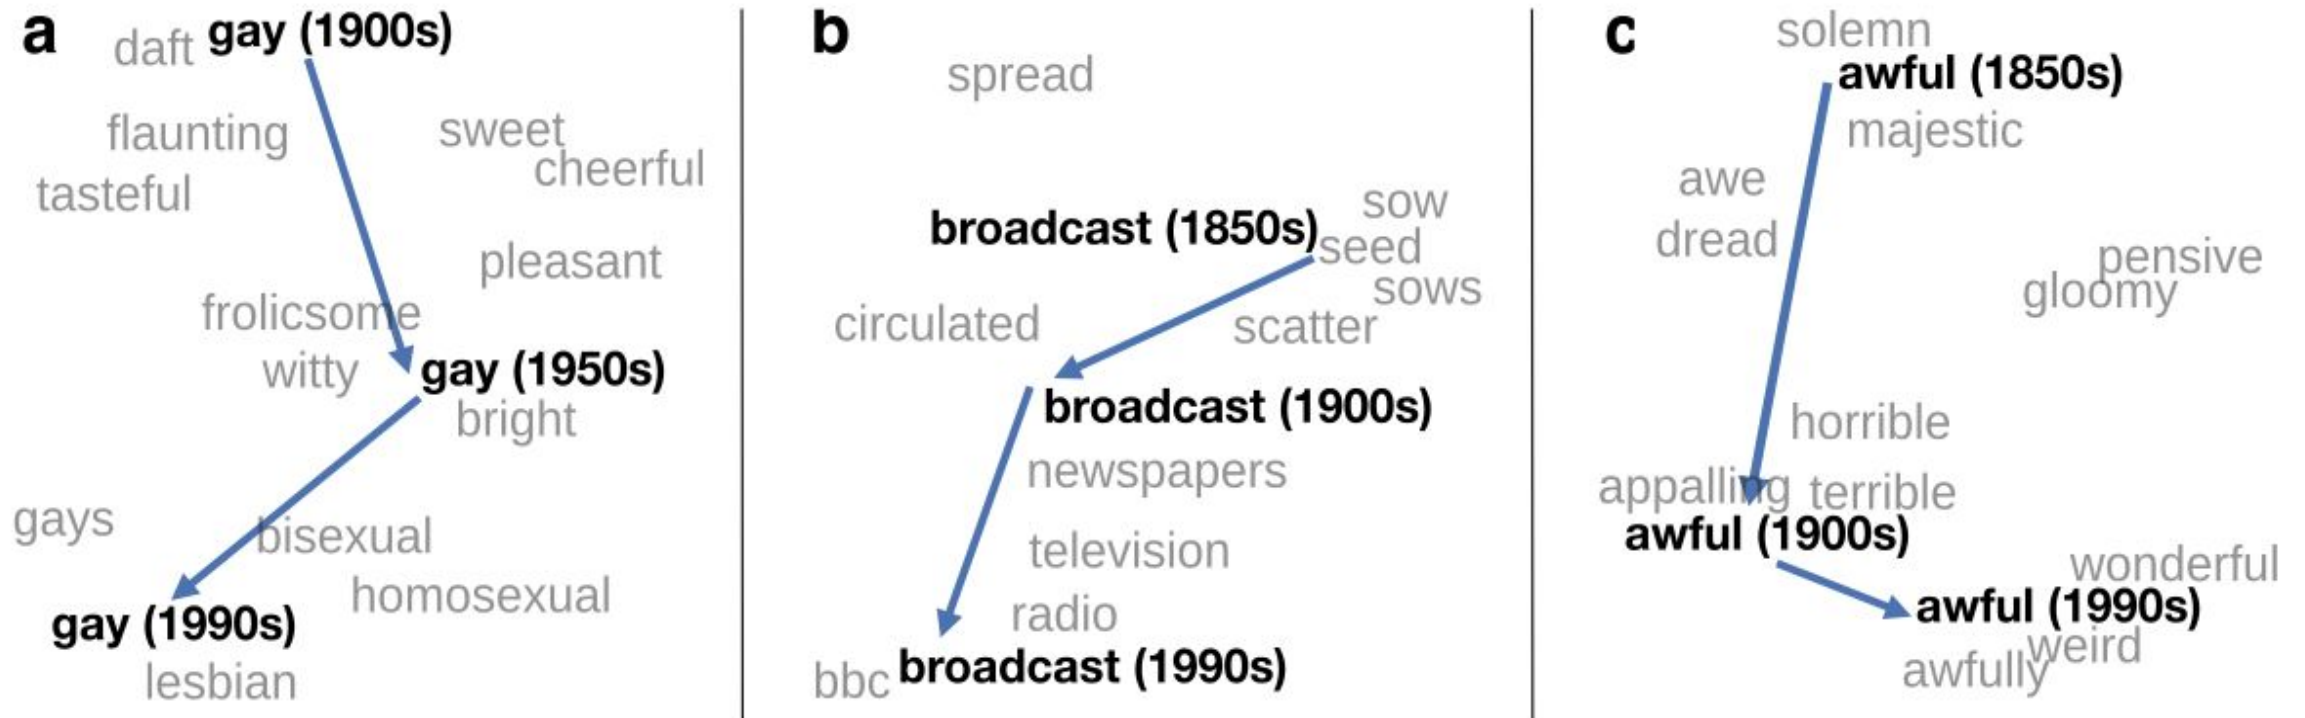 a
daft gay (1900s)
flaunting
sweet
cheerful
tasteful
pleasant
frolicsome
witty
gay (1950s)
bright
gays
bisexual
homosexual
gay (1990s)
lesbian
b
spread
sow
broadcast (1850s)
seed
sows
circulated
scatter
broadcast (1900s)
newspapers
television
radio
bbc broadcast (1990s)
c
solemn
awful (1850s)
majestic
awe
dread
pensive
gloomy
horrible
appalling terrible
awful (1900s)
wonderful
awful (1990s)
weird
awfully